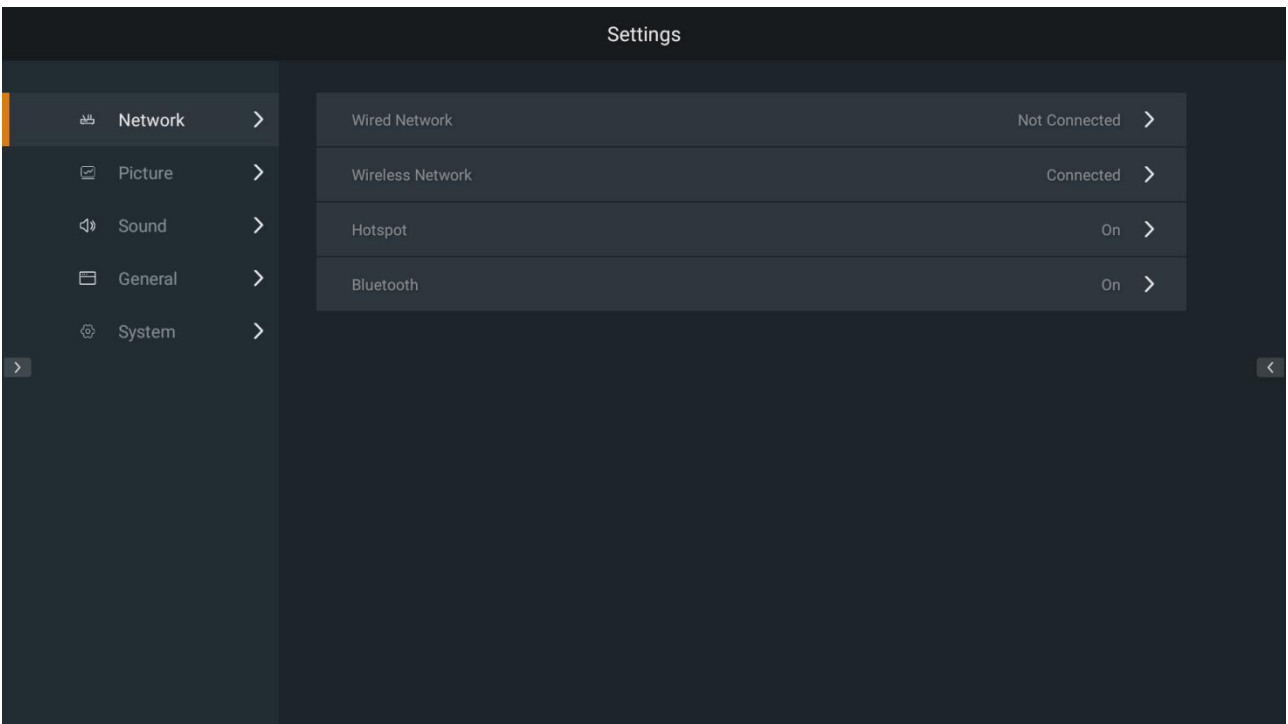 Settings
Network
Picture
Sound
General
System
Wired Network Not Connected
Wireless Network Connected
Hotspot On
Bluetooth On